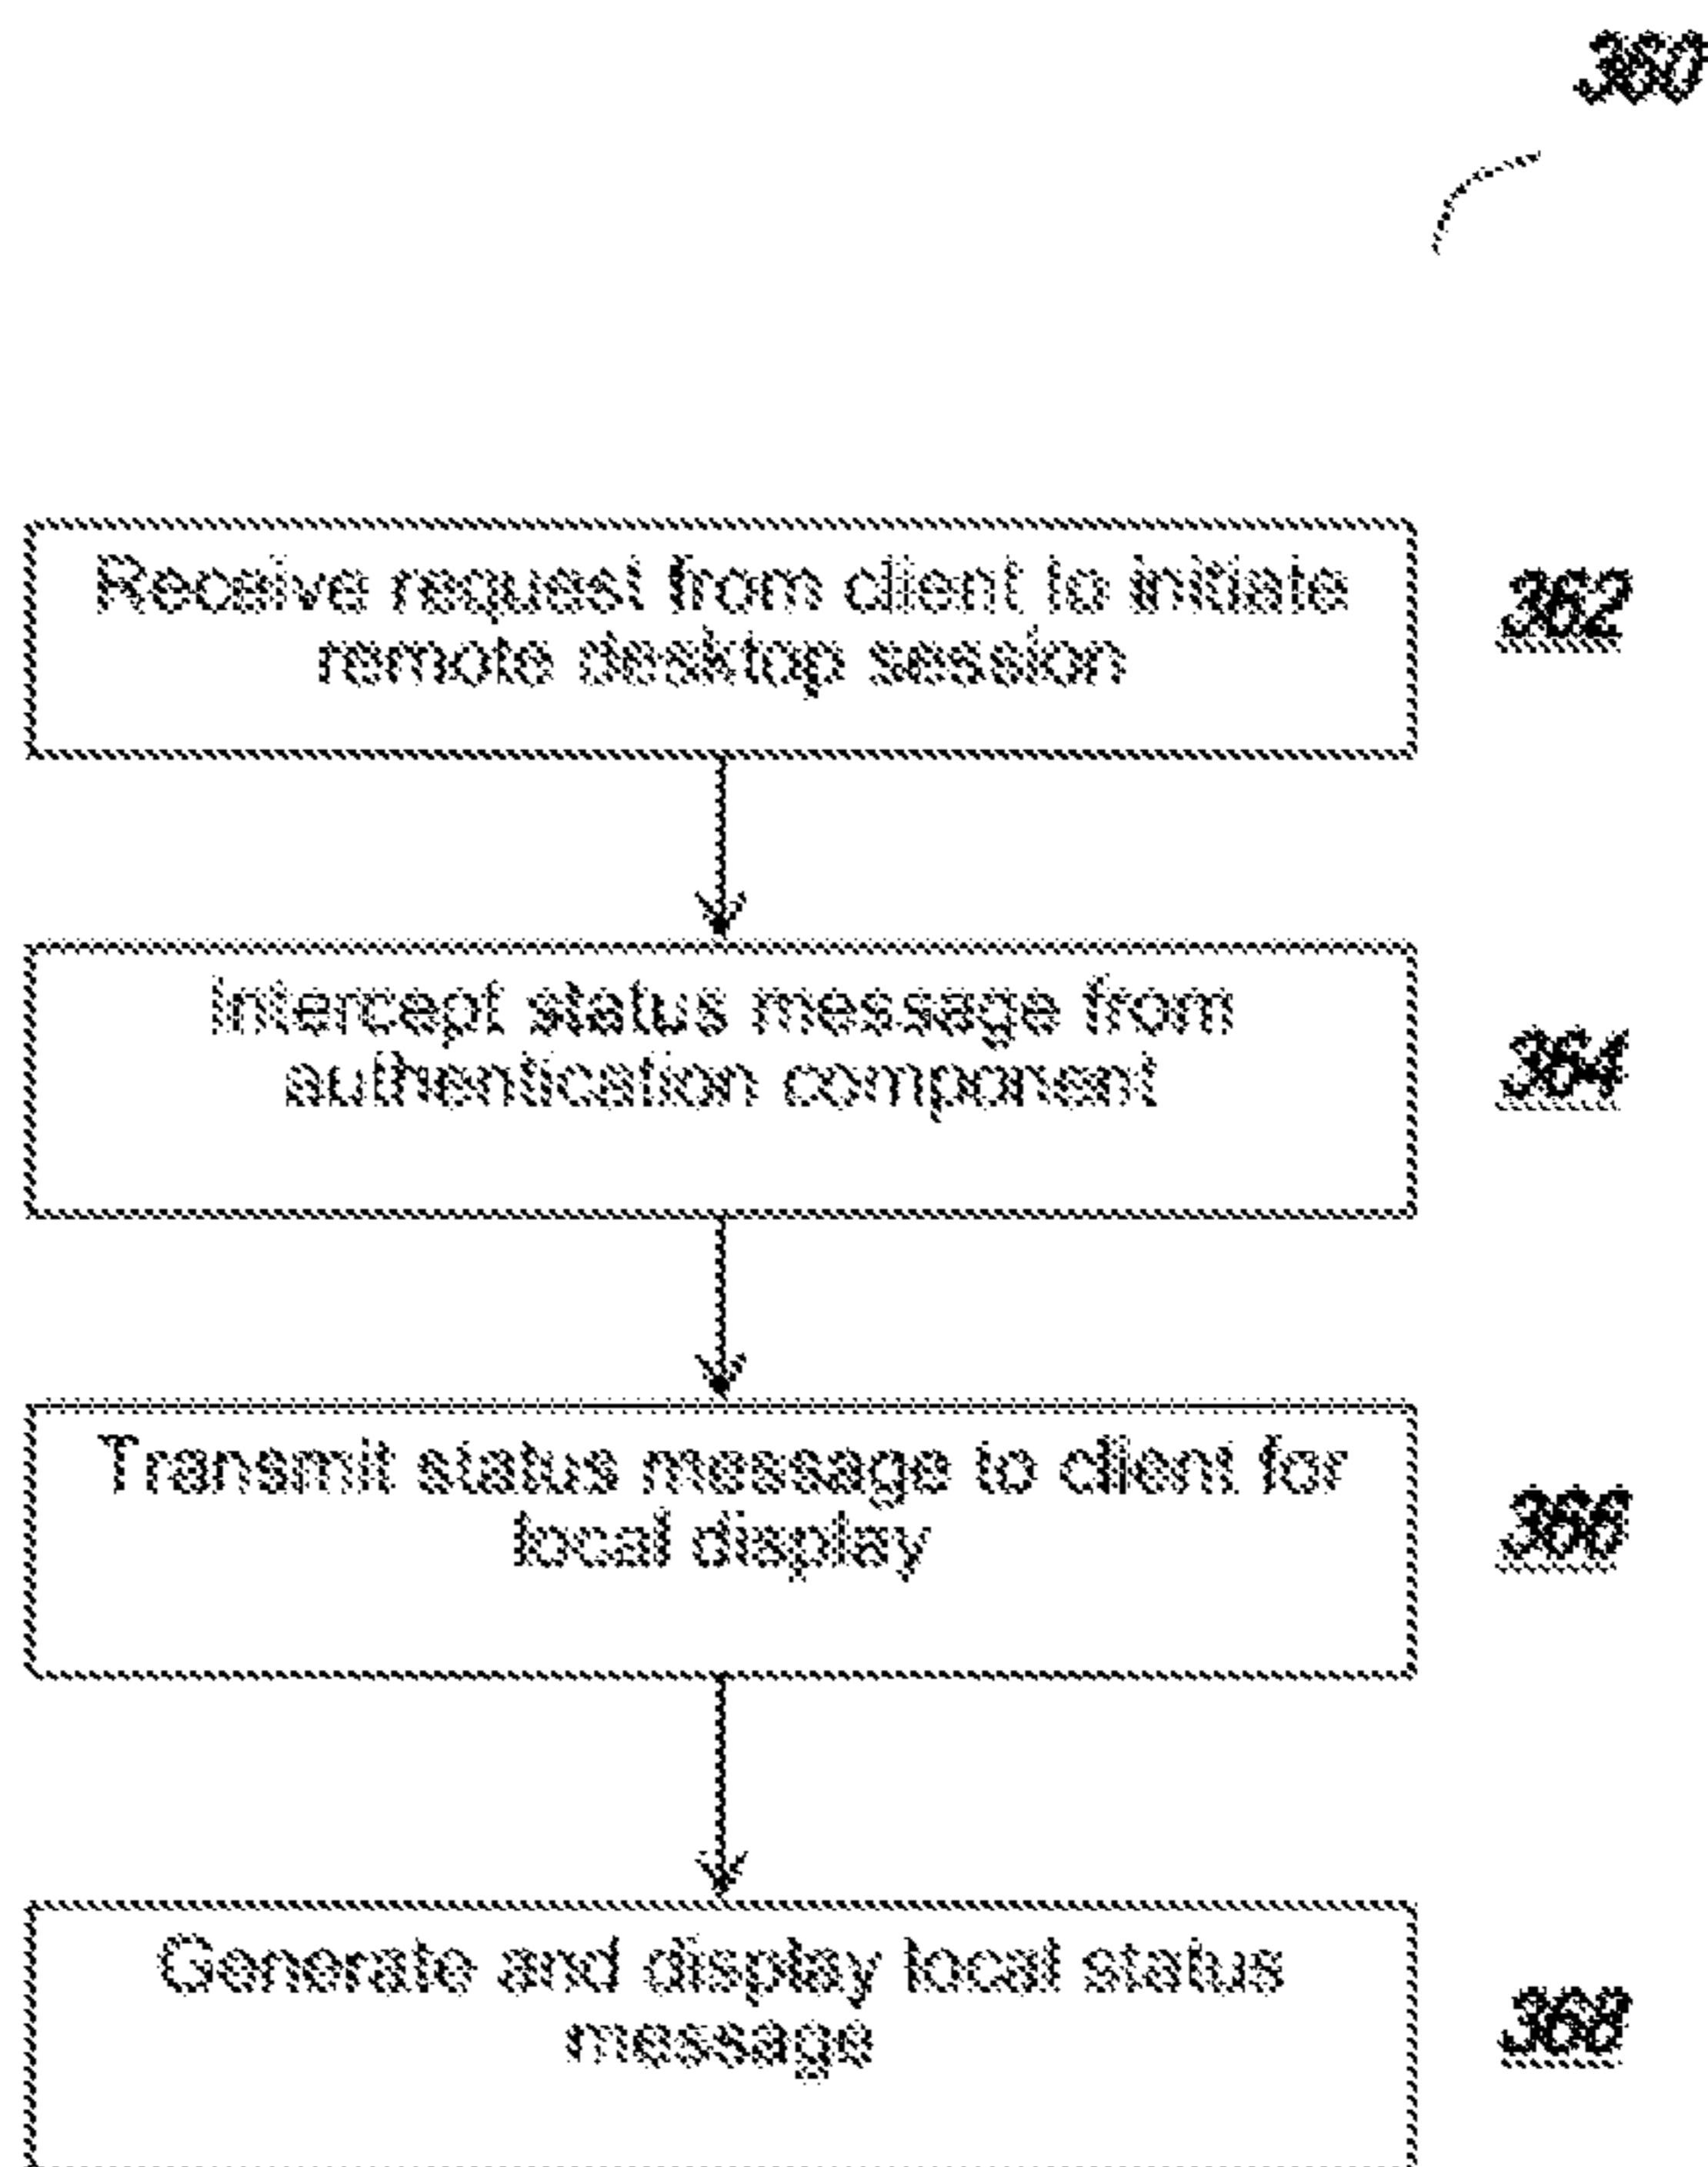 360
Receive request from client to initiate
remote desktop session
362
Intercept status message from
authentication component
364
Transmit status message to client for
local display
366
Generate and display local status
message
368